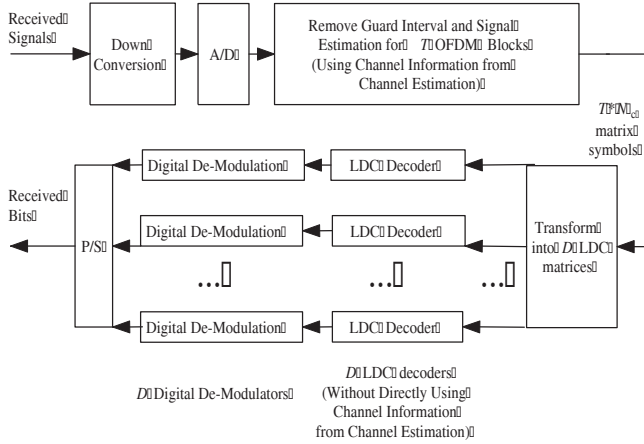 Received
Signals
Down
Conversion
A/D
Remove Guard Interval and Signal
Estimation for T OFDM Blocks
(Using Channel Information from
Channel Estimation)
T*N_c
matrix
symbols
Received
Bits
P/S
Digital De-Modulation
LDC Decoder
Digital De-Modulation
LDC Decoder
Transform
into D LDC
matrices
...
...
...
Digital De-Modulation
LDC Decoder
D Digital De-Modulators
D LDC decoders
(Without Directly Using
Channel Information
from Channel Estimation)